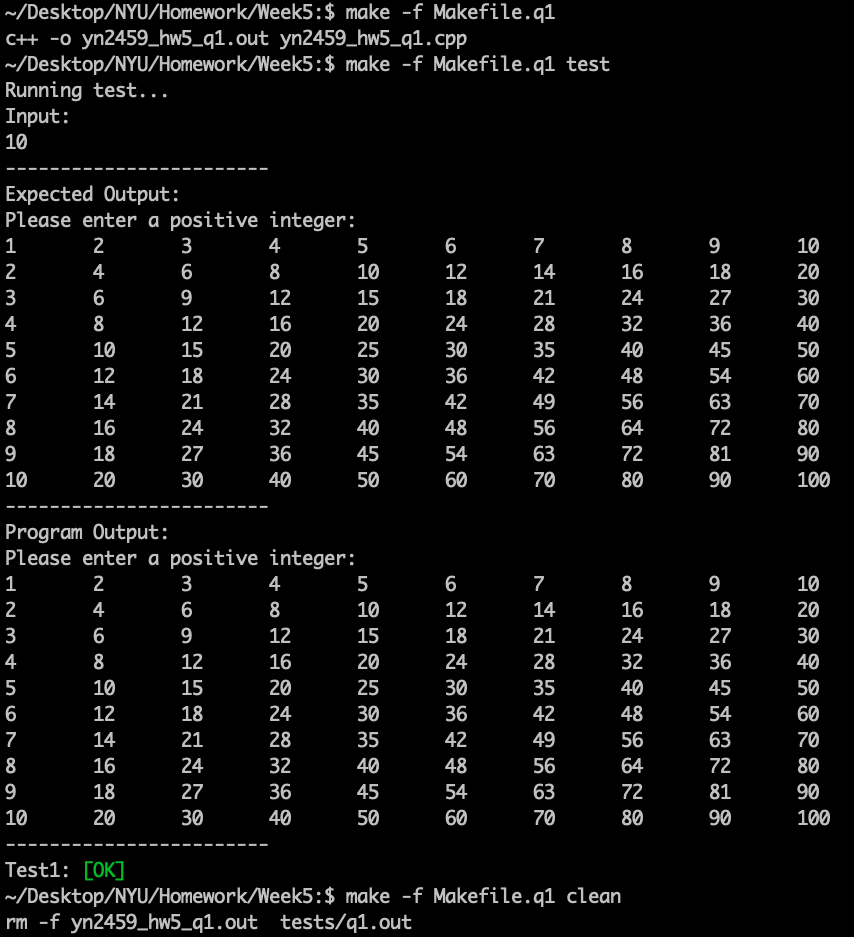 ~/Desktop/NYU/Homework/Week5:$ make -f Makefile.q1
c++ -o yn2459_hw5_q1.out yn2459_hw5_q1.cpp
~/Desktop/NYU/Homework/Week5:$ make -f Makefile.q1 test
Running test...
Input:
10
------------------------
Expected Output:
Please enter a positive integer:
1       2       3       4       5       6       7       8       9       10
2       4       6       8       10      12      14      16      18      20
3       6       9       12      15      18      21      24      27      30
4       8       12      16      20      24      28      32      36      40
5       10      15      20      25      30      35      40      45      50
6       12      18      24      30      36      42      48      54      60
7       14      21      28      35      42      49      56      63      70
8       16      24      32      40      48      56      64      72      80
9       18      27      36      45      54      63      72      81      90
10      20      30      40      50      60      70      80      90      100
------------------------
Program Output:
Please enter a positive integer:
1       2       3       4       5       6       7       8       9       10
2       4       6       8       10      12      14      16      18      20
3       6       9       12      15      18      21      24      27      30
4       8       12      16      20      24      28      32      36      40
5       10      15      20      25      30      35      40      45      50
6       12      18      24      30      36      42      48      54      60
7       14      21      28      35      42      49      56      63      70
8       16      24      32      40      48      56      64      72      80
9       18      27      36      45      54      63      72      81      90
10      20      30      40      50      60      70      80      90      100
------------------------
Test1: [OK]
~/Desktop/NYU/Homework/Week5:$ make -f Makefile.q1 clean
rm -f yn2459_hw5_q1.out  tests/q1.out